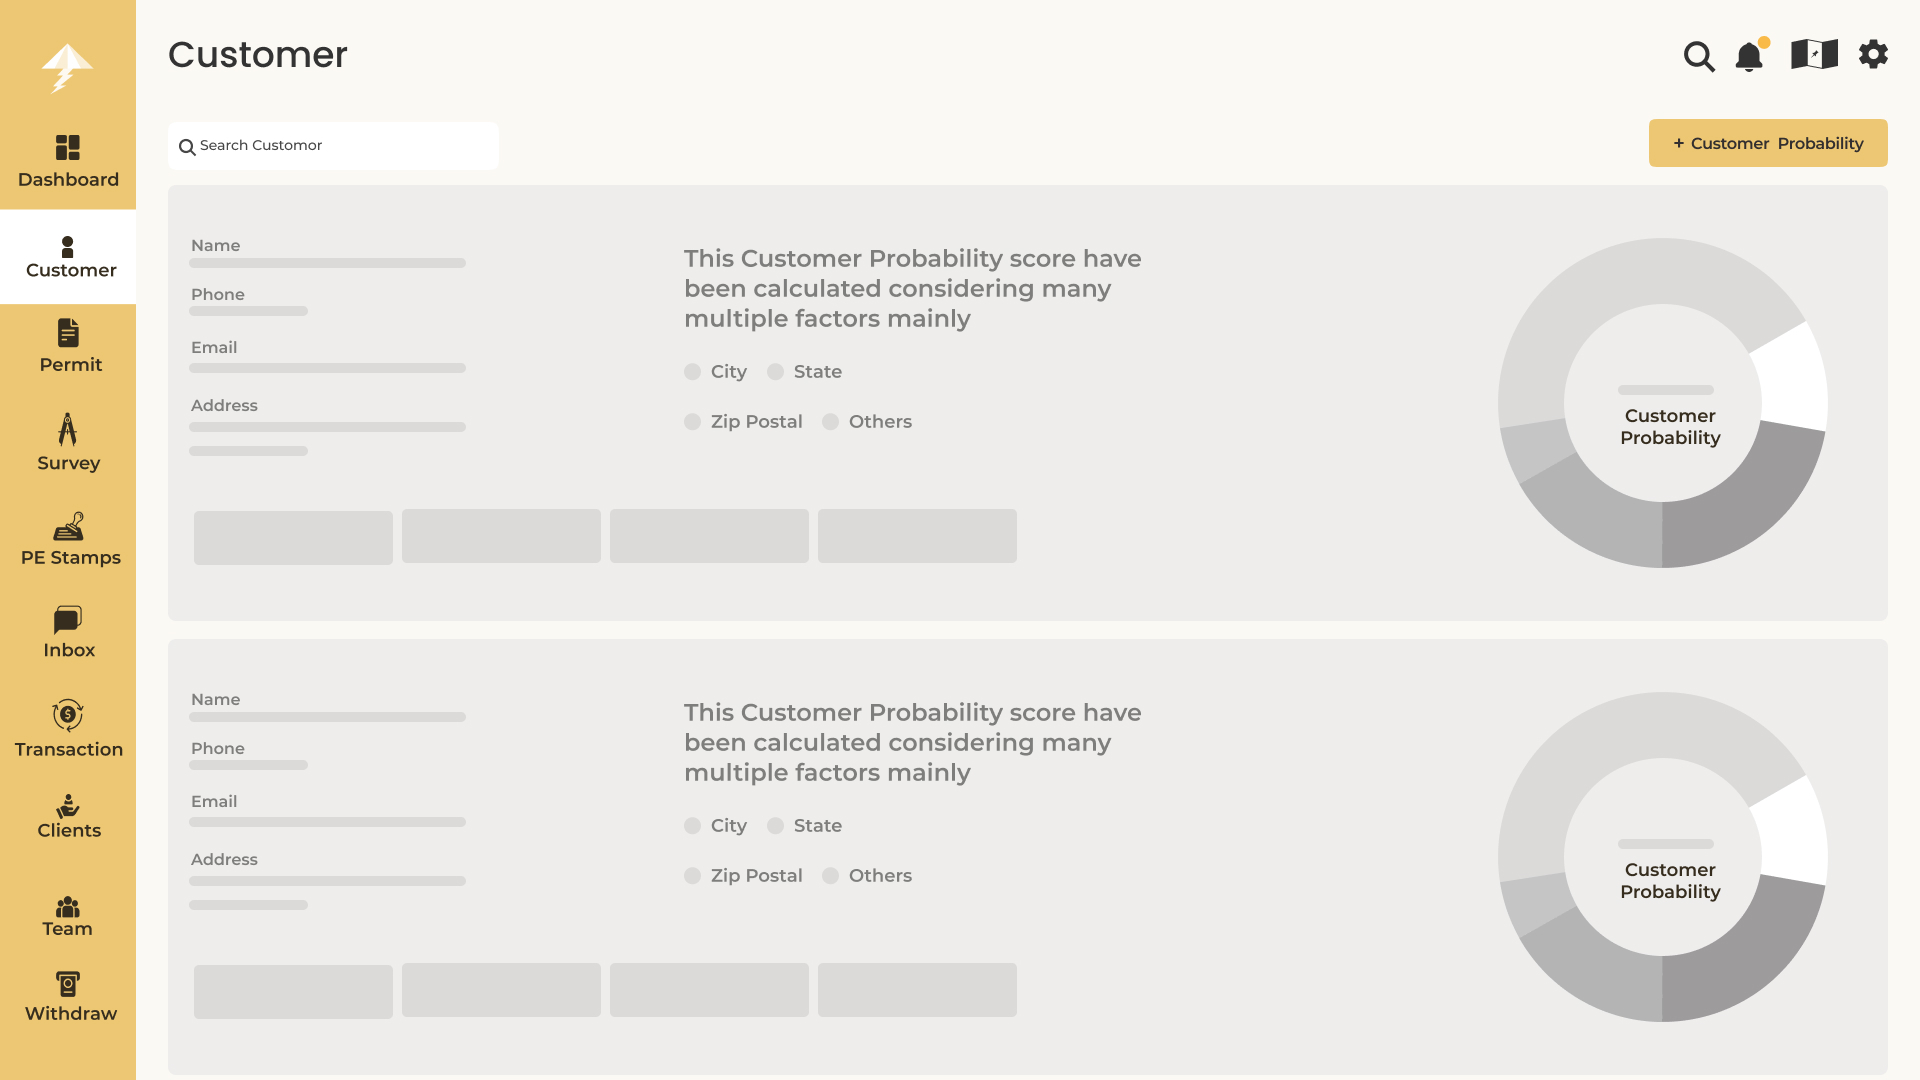 Customer
Search Customor
+ Customer Probability
Dashboard
Customer
Permit
Survey
PE Stamps
Inbox
Transaction
Clients
Team
Withdraw
Name
Phone
Email
Address
This Customer Probability score have
been calculated considering many
multiple factors mainly
City State
Zip Postal Others
Customer
Probability
Name
Phone
Email
Address
This Customer Probability score have
been calculated considering many
multiple factors mainly
City State
Zip Postal Others
Customer
Probability